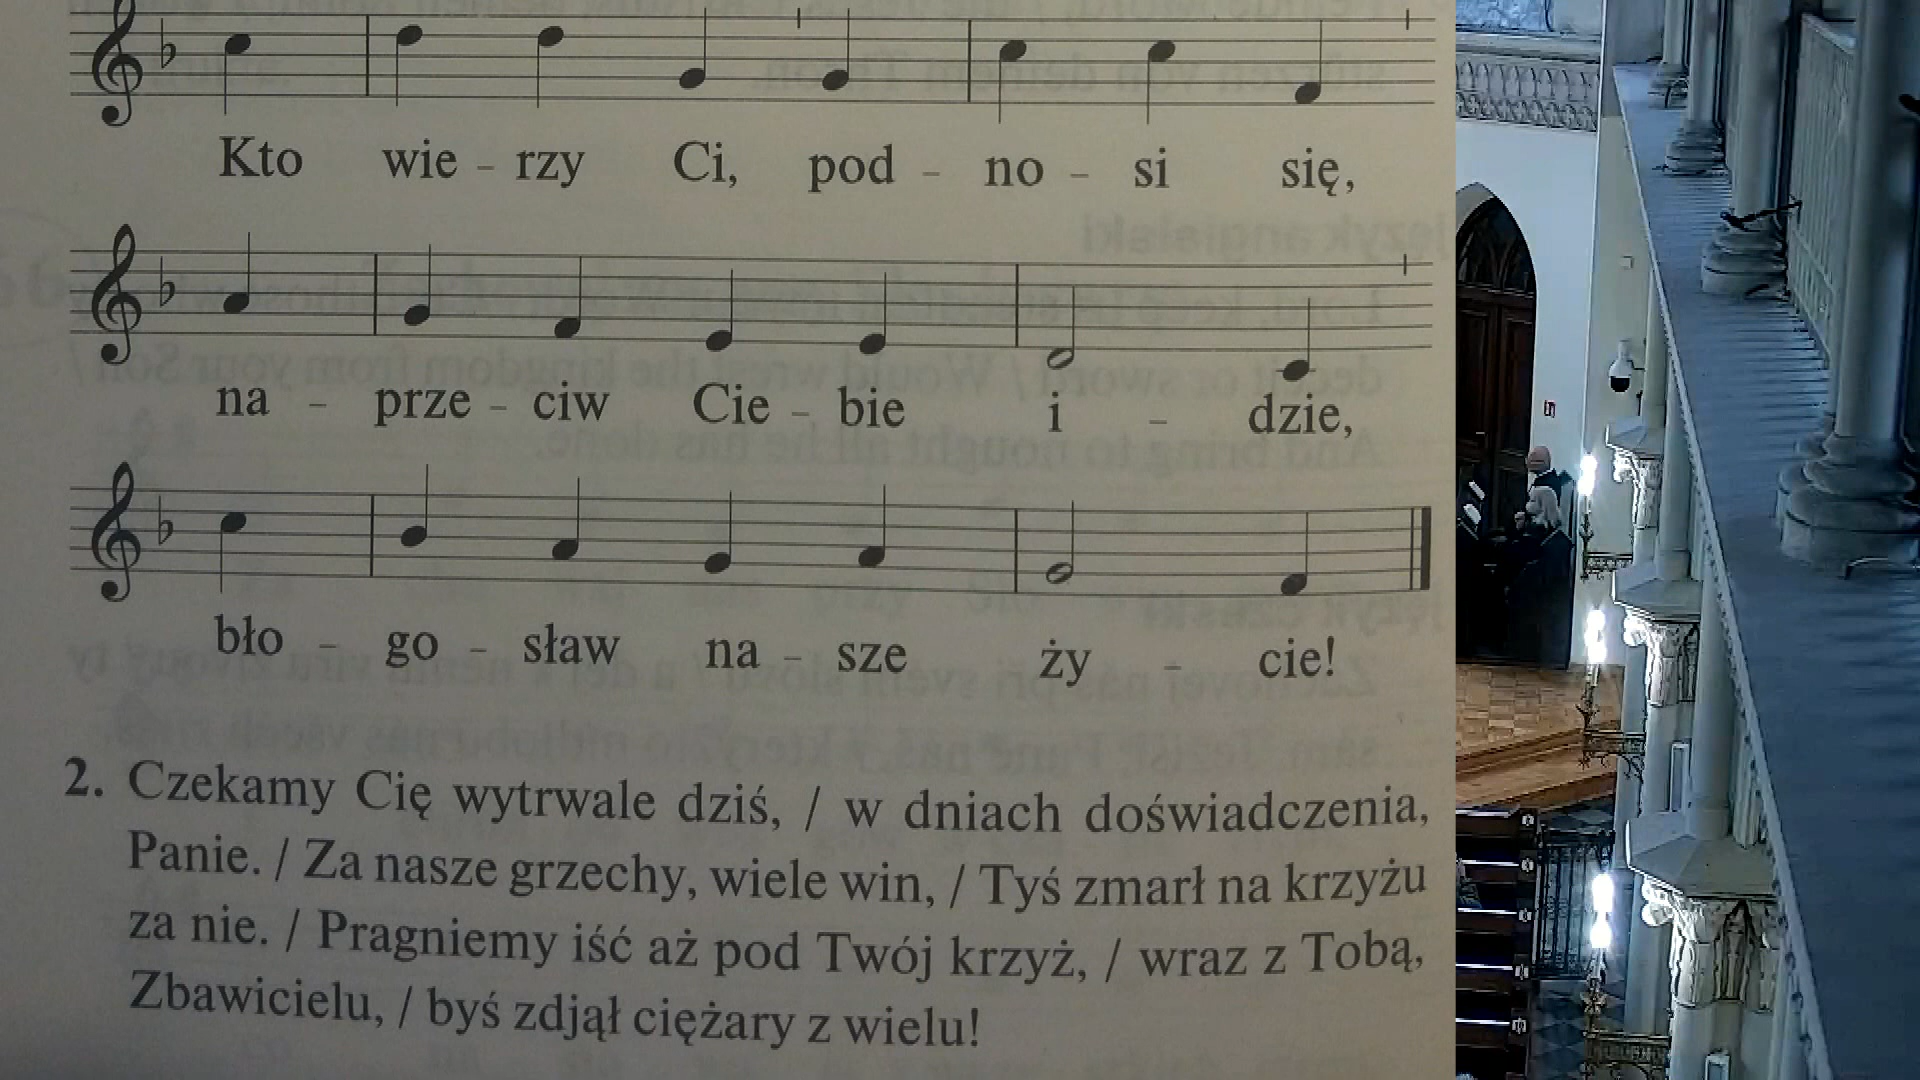 Kto wie - rzy Ci, pod - no - si się,
na - prze - ciw Cie - bie i - dzie,
bło - go - sław na - sze ży - cie!
2. Czekamy Cię wytrwale dziś, / w dniach doświadczenia,
Panie. / Za nasze grzechy, wiele win, / Tyś zmarł na krzyżu
za nie. / Pragniemy iść aż pod Twój krzyż, / wraz z Tobą,
Zbawicielu, / byś zdjął ciężary z wielu!